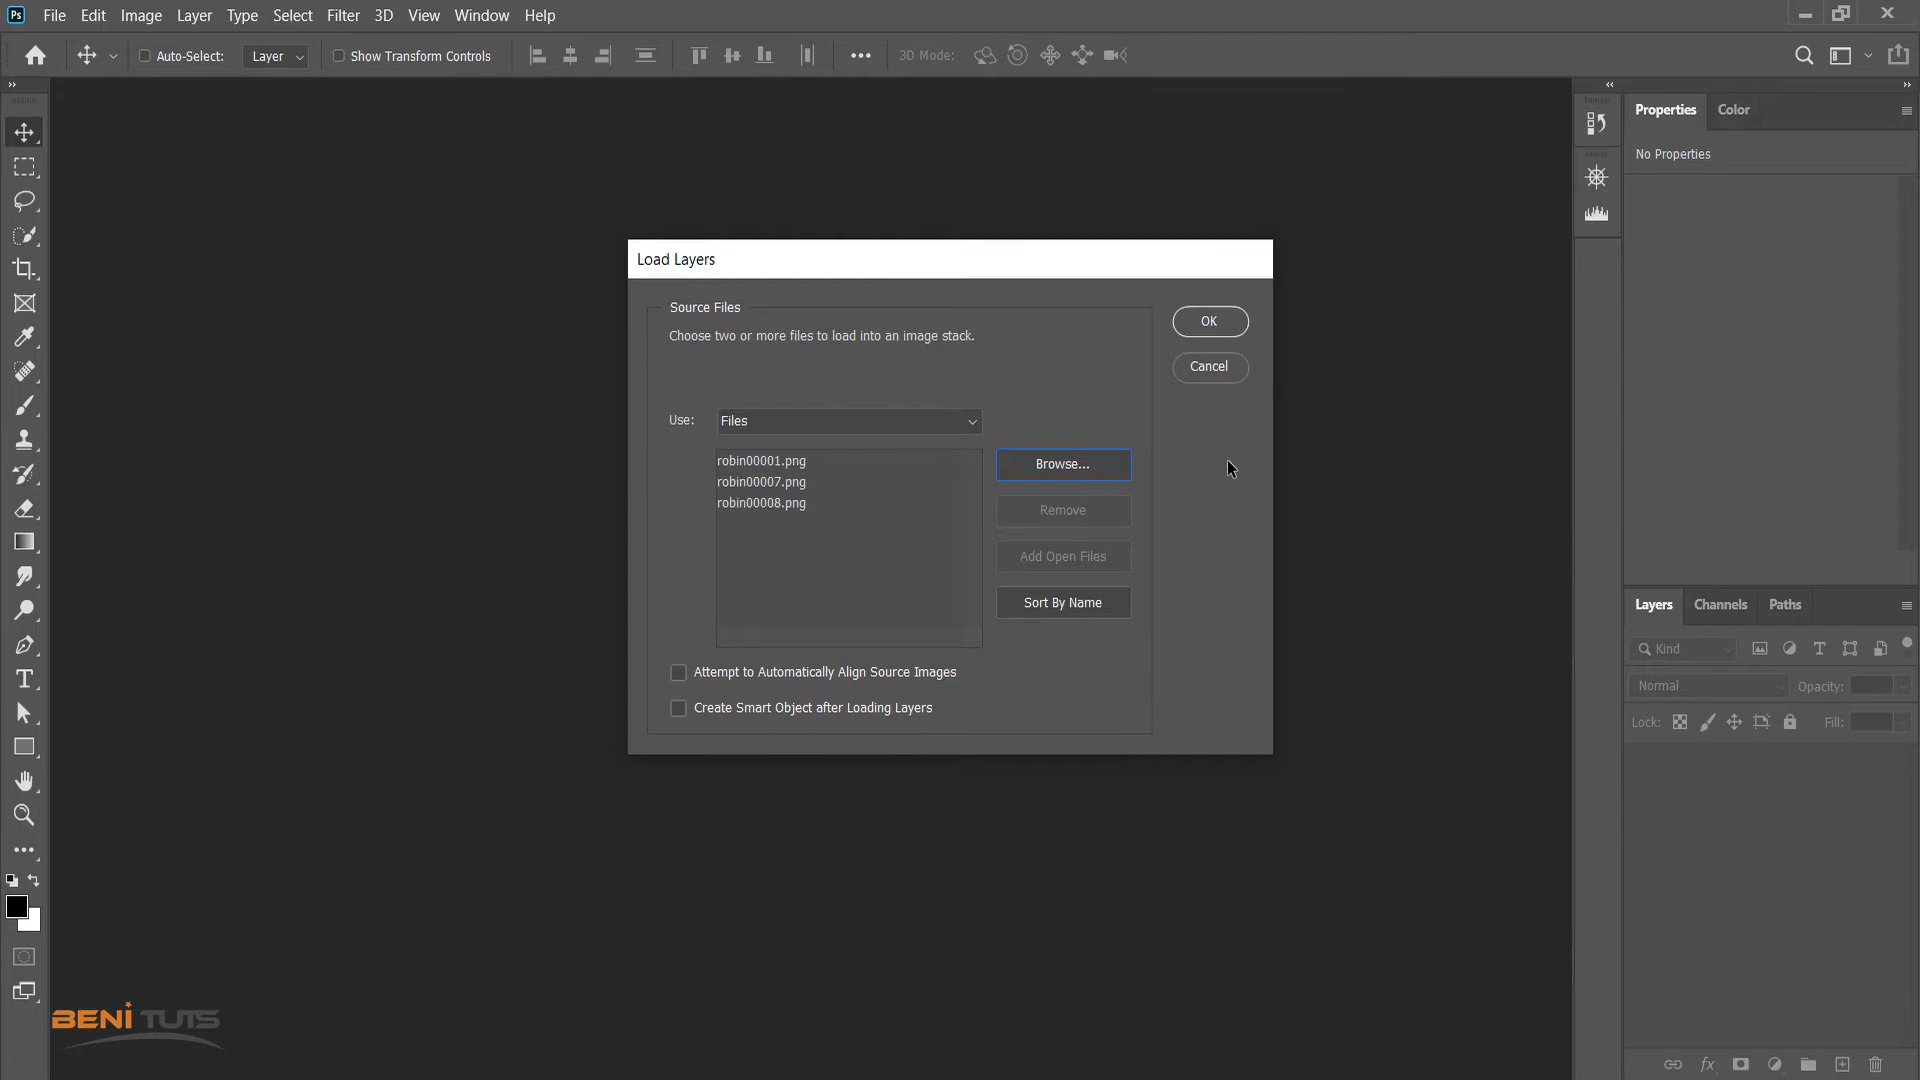 Ps File Edit Image Layer Type Select Filter 3D View Window Help
Auto-Select: Layer Show Transform Controls 3D Mode:
Properties Color
No Properties
Load Layers
Source Files
Choose two or more files to load into an image stack.
OK
Cancel
Use: Files
robin00001.png
robin00007.png
robin00008.png
Browse...
Remove
Add Open Files
Sort By Name
Attempt to Automatically Align Source Images
Create Smart Object after Loading Layers
Layers Channels Paths
Kind
Normal Opacity:
Lock: Fill:
fx
BENI TUTS